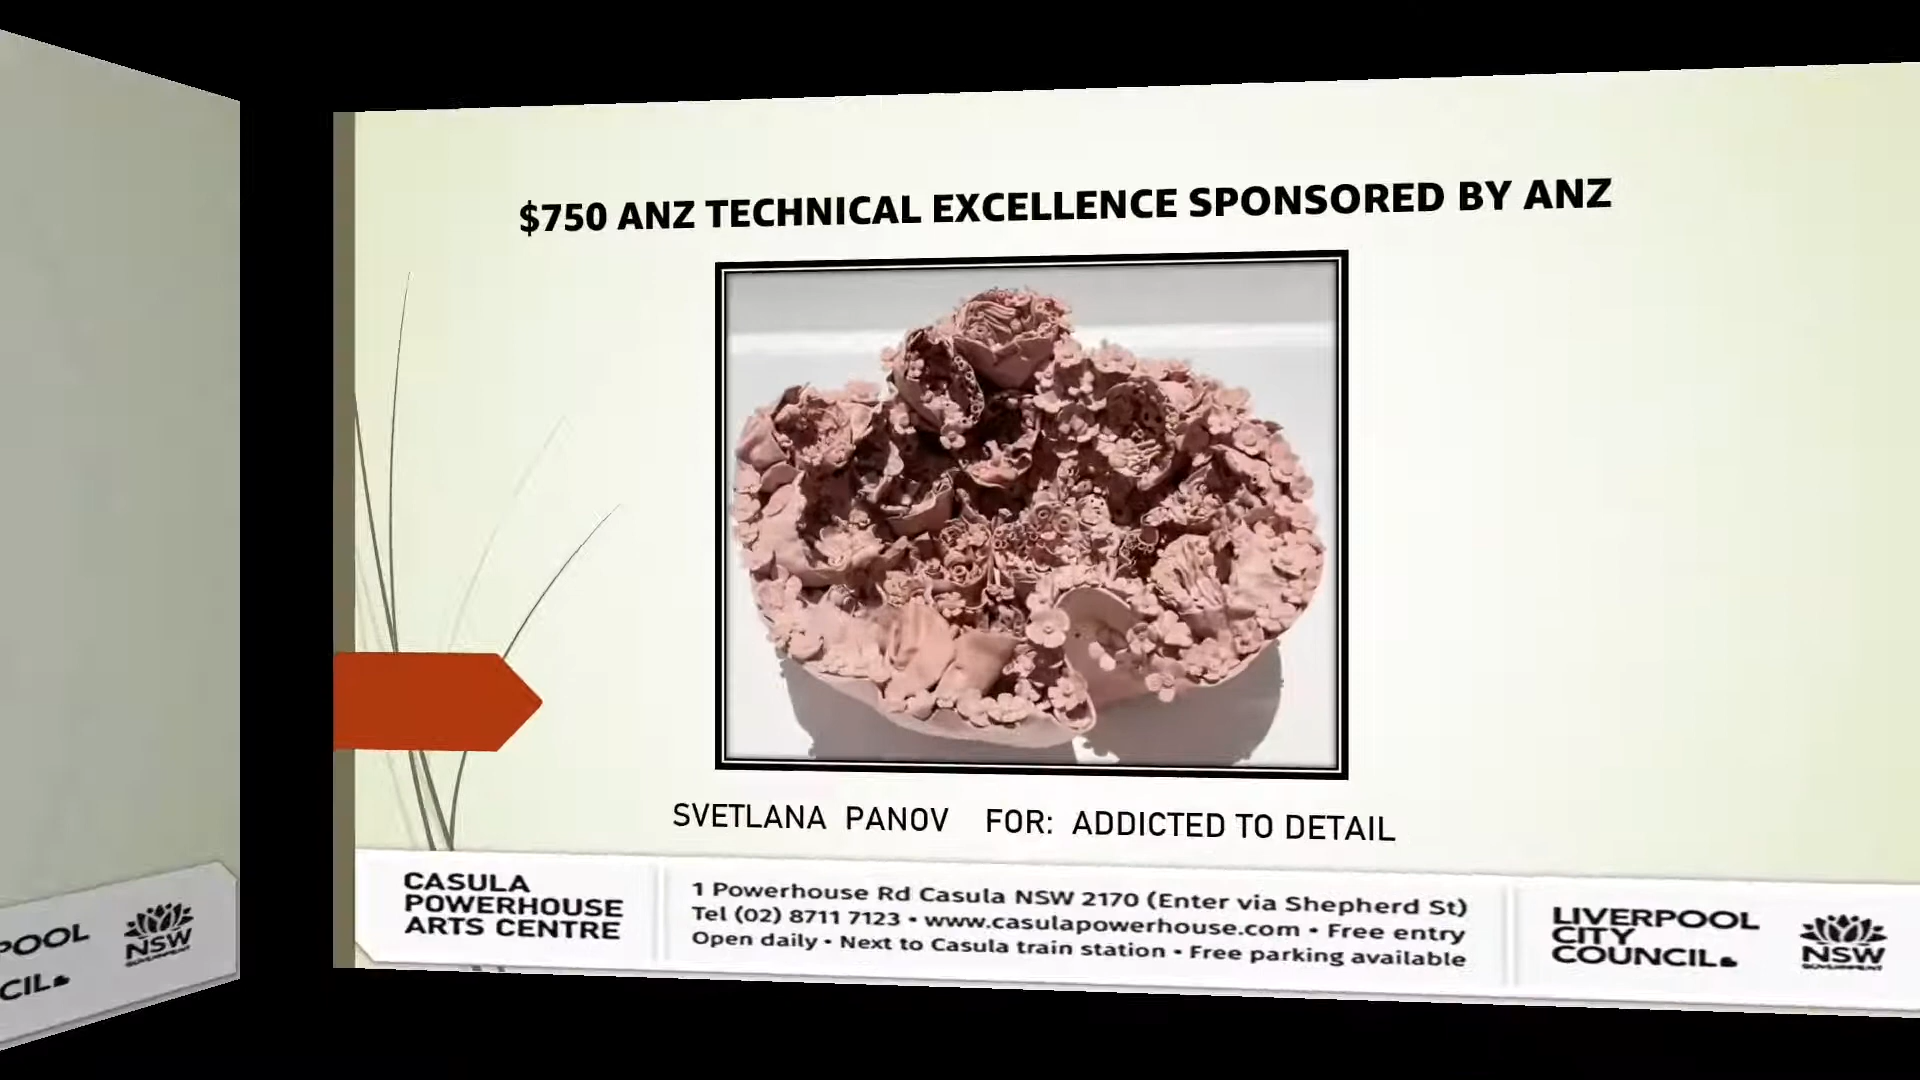 $750 ANZ TECHNICAL EXCELLENCE SPONSORED BY ANZ
SVETLANA PANOV FOR: ADDICTED TO DETAIL
CASULA
POWERHOUSE
ARTS CENTRE
1 Powerhouse Rd Casula NSW 2170 (Enter via Shepherd St)
Tel (02) 8711 7123 • www.casulapowerhouse.com • Free entry
Open daily • Next to Casula train station • Free parking available
LIVERPOOL
CITY
COUNCIL
NSW
GOVERNMENT
POOL
CIL
NSW
GOVERNMENT